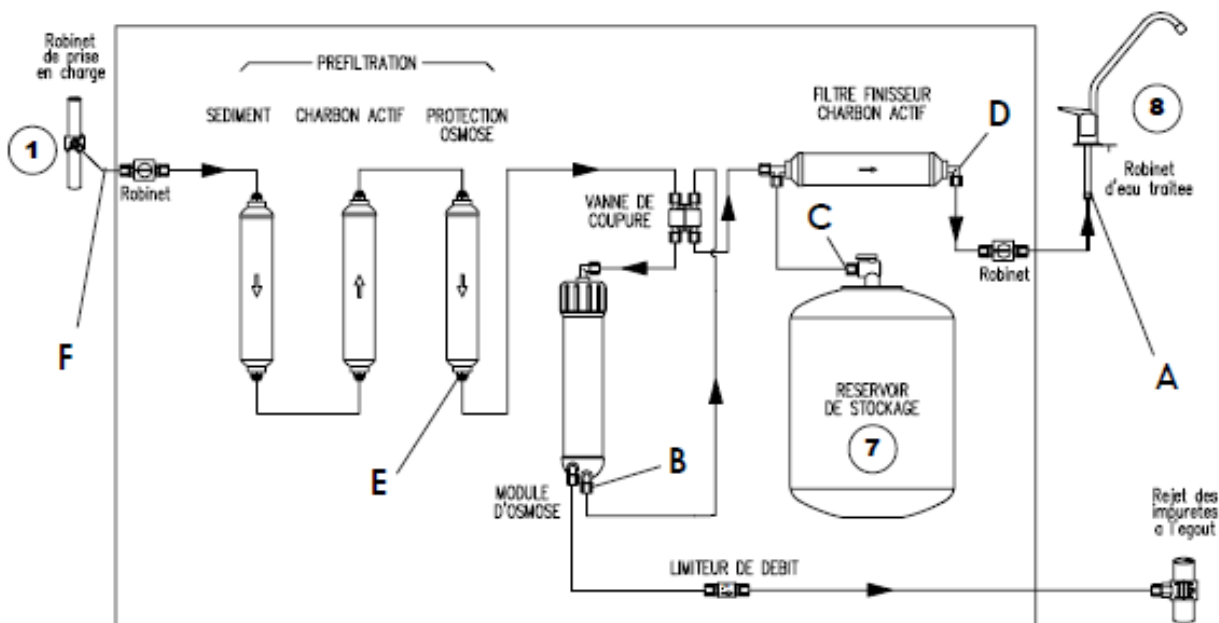 Robinet
de prise
en charge
1
Robinet
F
PREFILTRATION
SEDIMENT
CHARBON ACTIF
PROTECTION
OSMOSE
E
VANNE DE
COUPURE
MODULE
D'OSMOSE
B
LIMITEUR DE DEBIT
FILTRE FINISSEUR
CHARBON ACTIF
D
C
RESERVOIR
DE STOCKAGE
7
Robinet
8
Robinet
d'eau traitee
A
Rejet des
impuretes
a l'egout